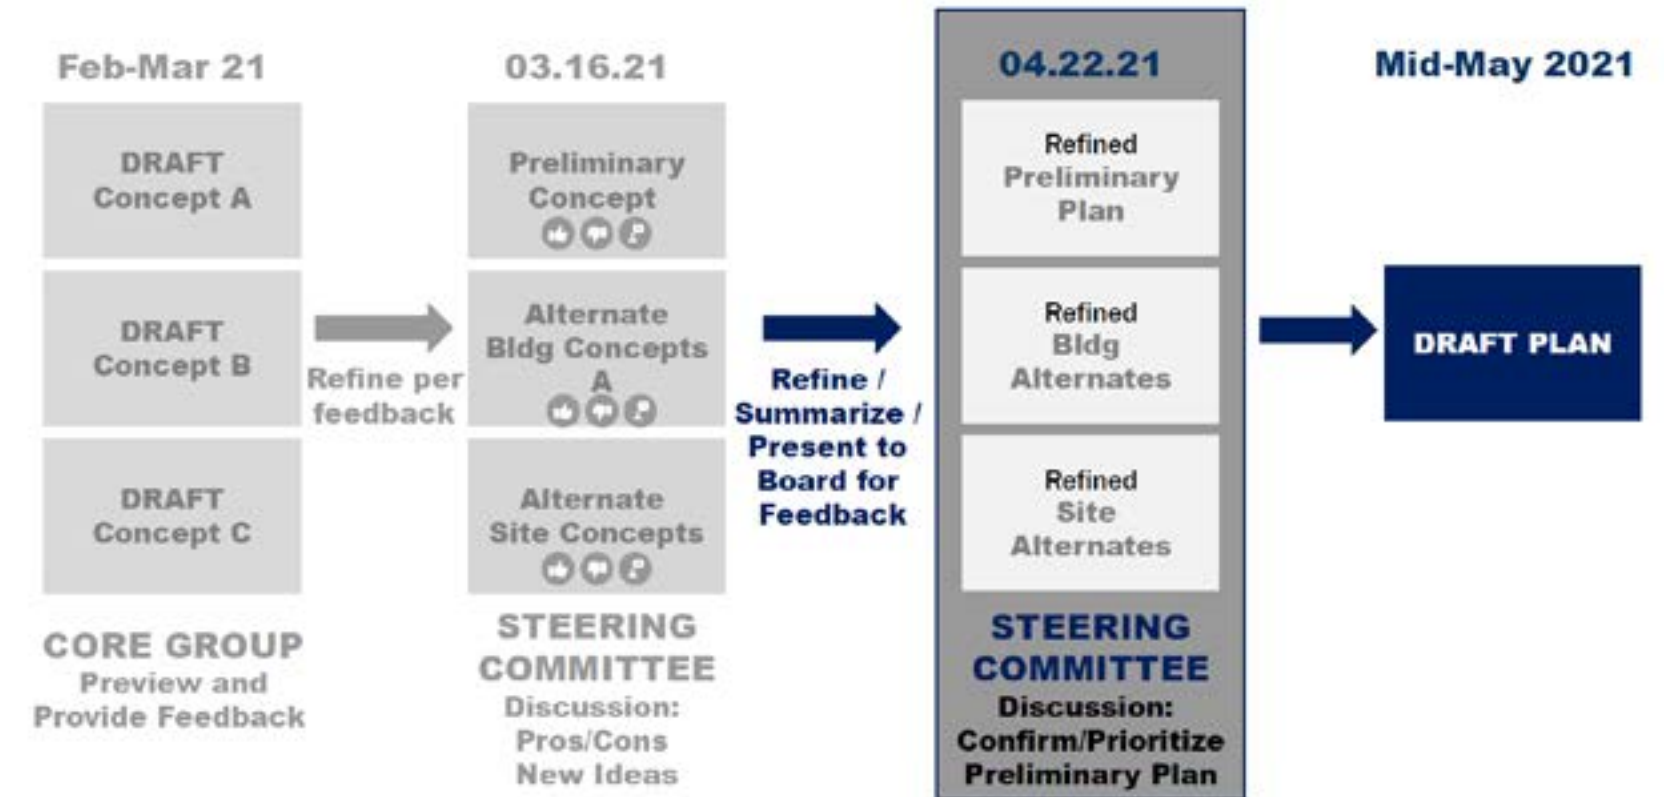 Feb-Mar 21
DRAFT
Concept A
DRAFT
Concept B
DRAFT
Concept C
CORE GROUP
Preview and
Provide Feedback
Refine per
feedback
03.16.21
Preliminary
Concept
Alternate
Bldg Concepts
A
Alternate
Site Concepts
STEERING
COMMITTEE
Discussion:
Pros/Cons
New Ideas
Refine /
Summarize /
Present to
Board for
Feedback
04.22.21
Refined
Preliminary
Plan
Refined
Bldg
Alternates
Refined
Site
Alternates
STEERING
COMMITTEE
Discussion:
Confirm/Prioritize
Preliminary Plan
Mid-May 2021
DRAFT PLAN